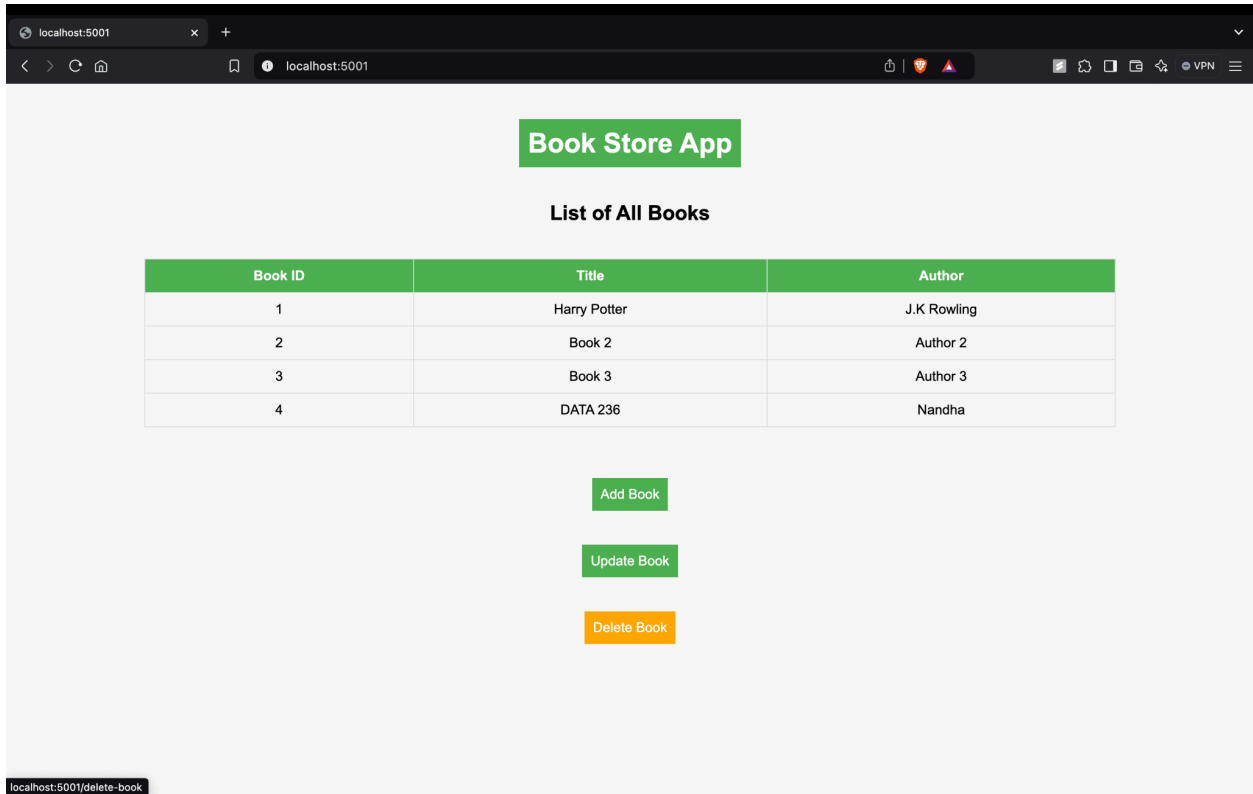 localhost:5001
localhost:5001
VPN
Book Store App
List of All Books
Book ID Title Author
1 Harry Potter J.K Rowling
2 Book 2 Author 2
3 Book 3 Author 3
4 DATA 236 Nandha
Add Book
Update Book
Delete Book
localhost:5001/delete-book